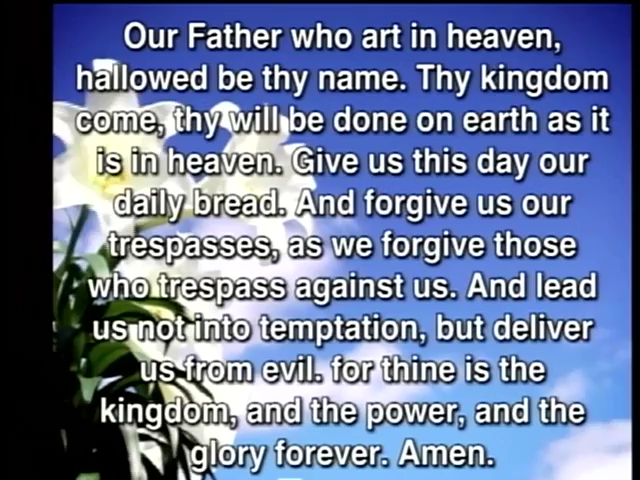 Our Father who art in heaven,
hallowed be thy name. Thy kingdom
come, thy will be done on earth as it
is in heaven. Give us this day our
daily bread. And forgive us our
trespasses, as we forgive those
who trespass against us. And lead
us not into temptation, but deliver
us from evil. for thine is the
kingdom, and the power, and the
glory forever. Amen.